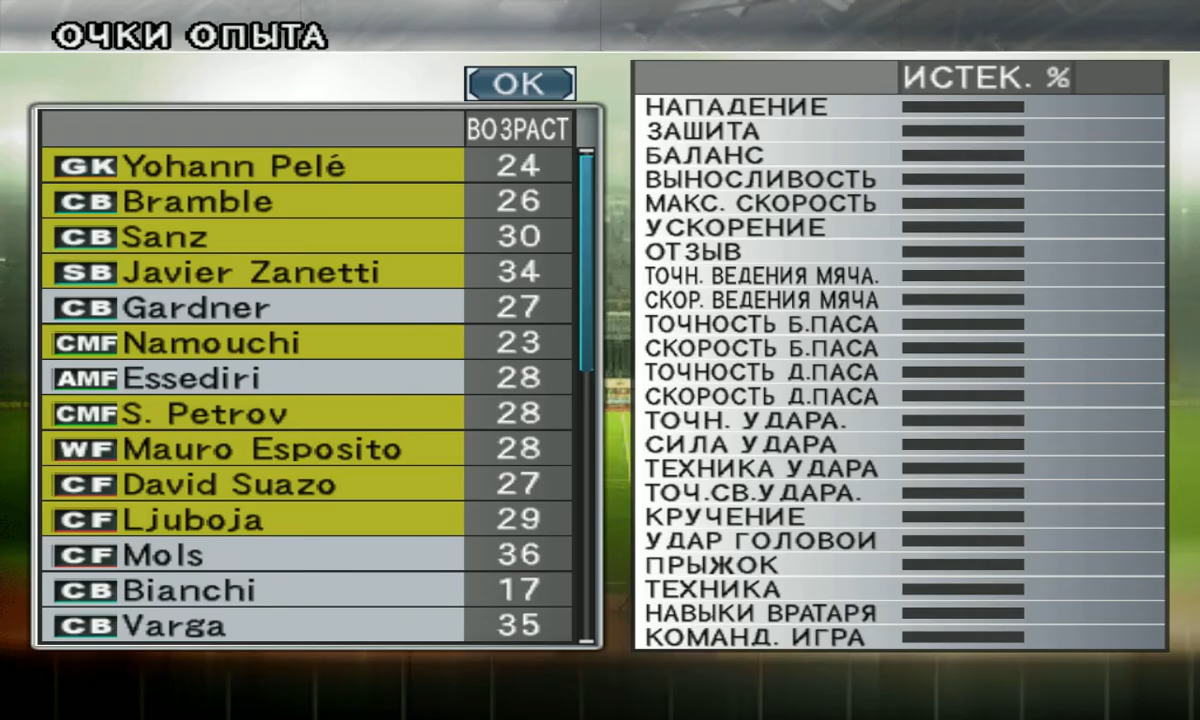 ОЧКИ ОПЫТА
OK
ВОЗРАСТ
GK Yohann Pelé 24
CB Bramble 26
CB Sanz 30
SB Javier Zanetti 34
CB Gardner 27
CMF Namouchi 23
AMF Essediri 28
CMF S. Petrov 28
WF Mauro Esposito 28
CF David Suazo 27
CF Ljuboja 29
CF Mols 36
CB Bianchi 17
CB Varga 35
ИСТЕК. %
НАПАДЕНИЕ
ЗАШИТА
БАЛАНС
ВЫНОСЛИВОСТЬ
МАКС. СКОРОСТЬ
УСКОРЕНИЕ
ОТЗЫВ
ТОЧН. ВЕДЕНИЯ МЯЧА.
СКОР. ВЕДЕНИЯ МЯЧА
ТОЧНОСТЬ Б.ПАСА
СКОРОСТЬ Б.ПАСА
ТОЧНОСТЬ Д.ПАСА
СКОРОСТЬ Д.ПАСА
ТОЧН. УДАРА.
СИЛА УДАРА
ТЕХНИКА УДАРА
ТОЧ.СВ.УДАРА.
КРУЧЕНИЕ
УДАР ГОЛОВОИ
ПРЫЖОК
ТЕХНИКА
НАВЫКИ ВРАТАРЯ
КОМАНД. ИГРА